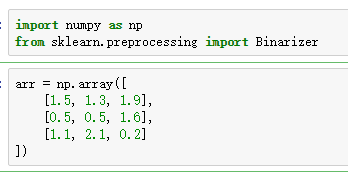 import numpy as np
from sklearn.preprocessing import Binarizer
arr = np.array([
    [1.5, 1.3, 1.9],
    [0.5, 0.5, 1.6],
    [1.1, 2.1, 0.2]
])